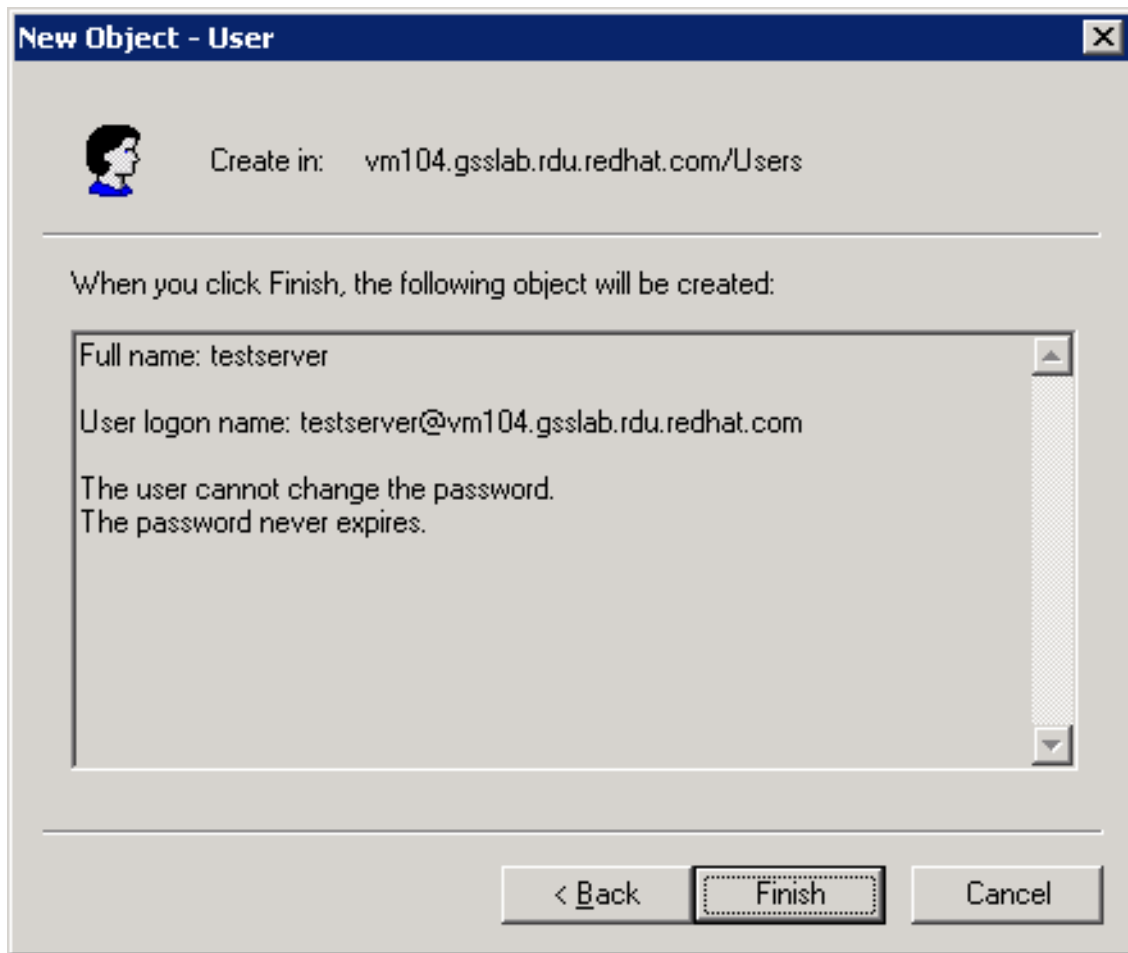 New Object - User
Create in: vm104.gsslab.rdu.redhat.com/Users
When you click Finish, the following object will be created:
Full name: testserver
User logon name: testserver@vm104.gsslab.rdu.redhat.com
The user cannot change the password.
The password never expires.
< Back Finish Cancel